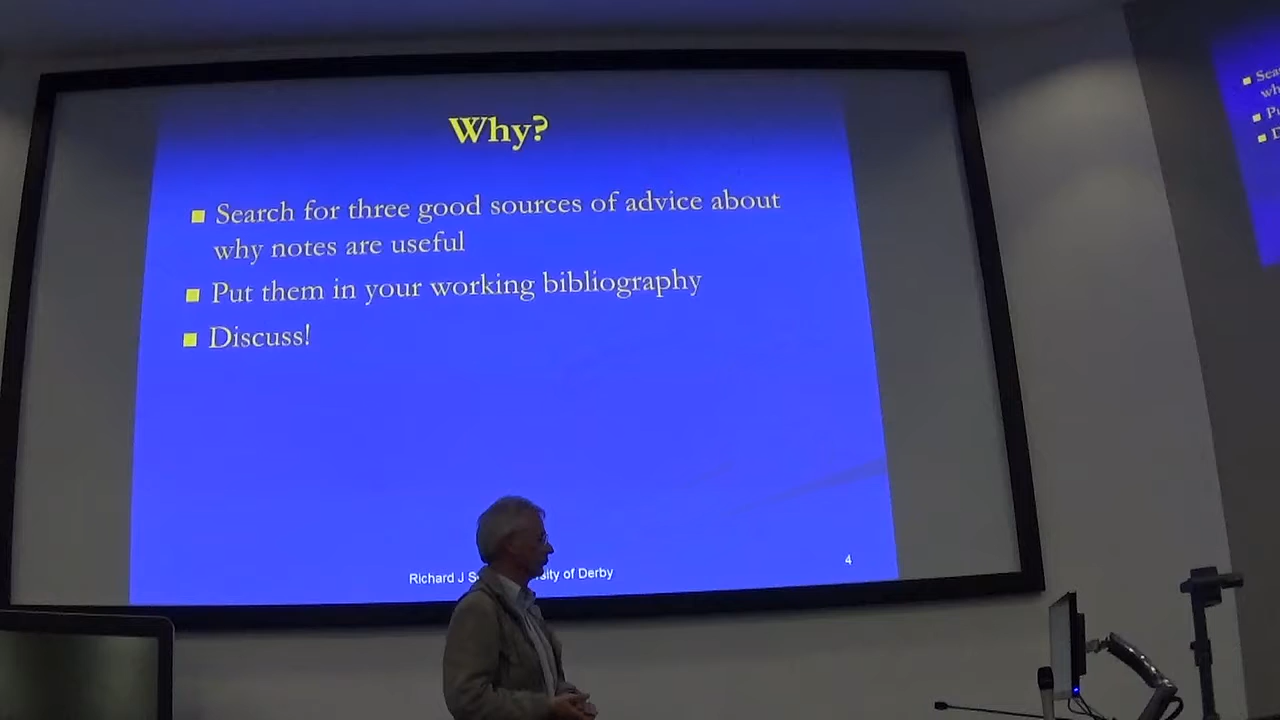 Why?
Search for three good sources of advice about
why notes are useful
Put them in your working bibliography
Discuss!
Richard J S sity of Derby
4